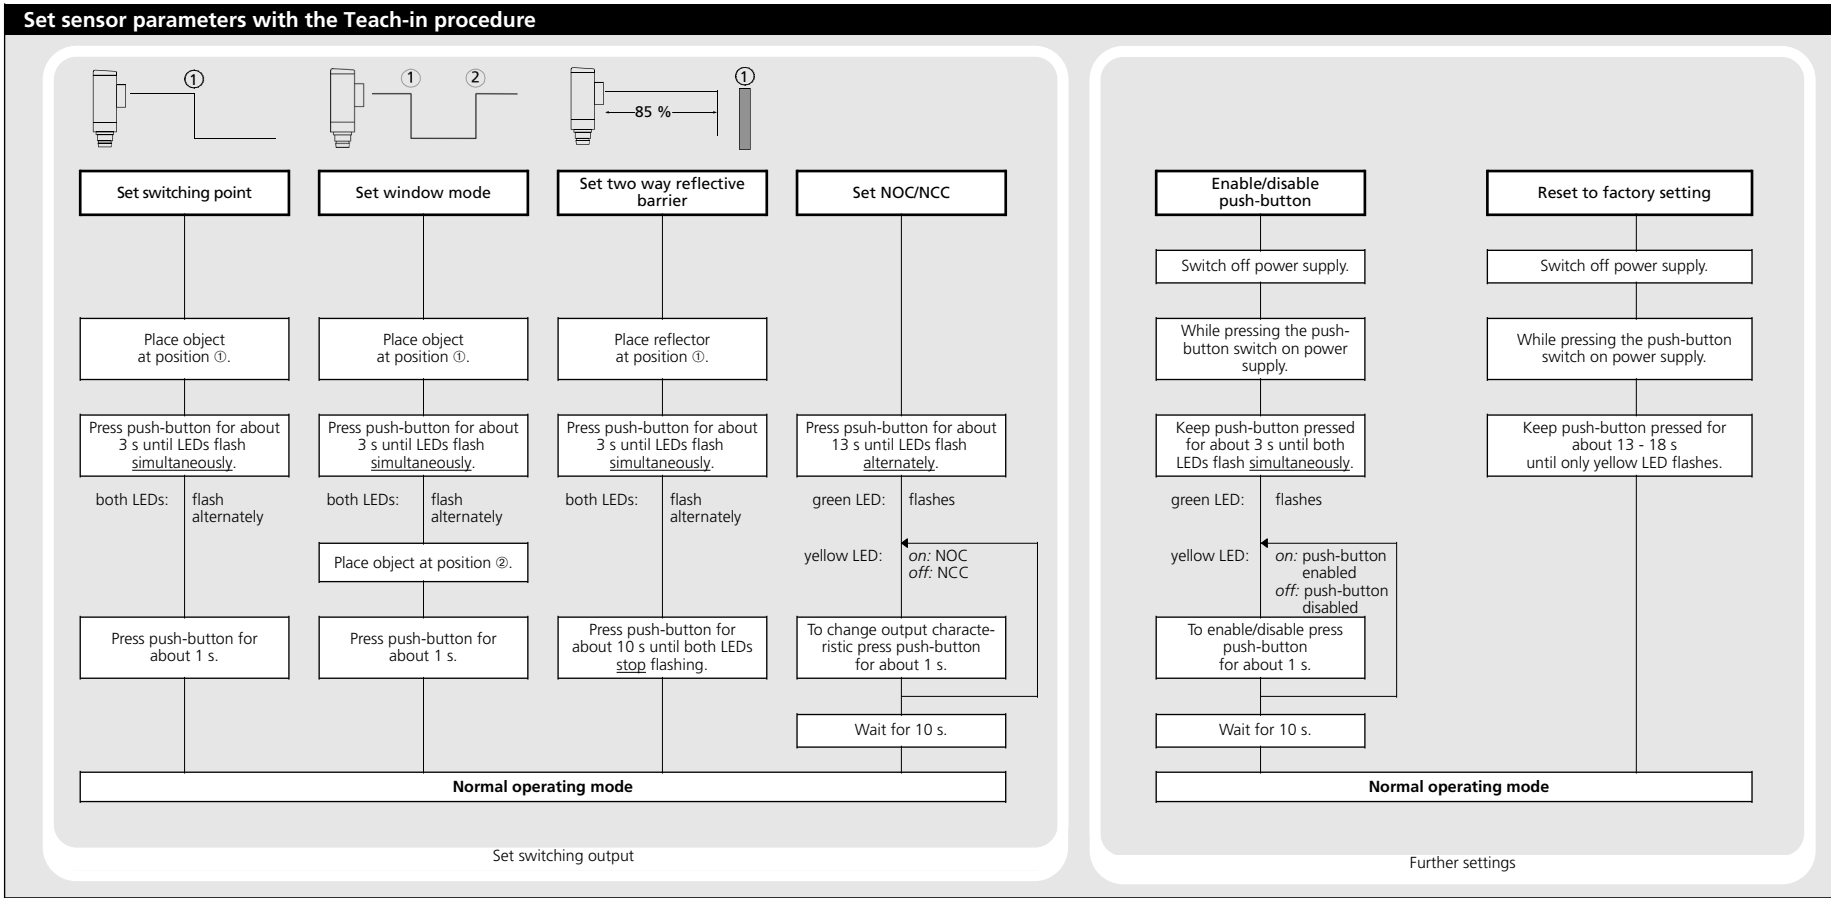 Set sensor parameters with the Teach-in procedure
①
① ②
①
85 %
Set switching point
Place object
at position ①.
Press push-button for about
3 s until LEDs flash
simultaneously.
both LEDs: flash
alternately
Press push-button for
about 1 s.
Set window mode
Place object
at position ①.
Press push-button for about
3 s until LEDs flash
simultaneously.
both LEDs: flash
alternately
Place object at position ②.
Press push-button for
about 1 s.
Set two way reflective
barrier
Place reflector
at position ①.
Press push-button for about
3 s until LEDs flash
simultaneously.
both LEDs: flash
alternately
Press push-button for
about 10 s until both LEDs
stop flashing.
Set NOC/NCC
Press psuh-button for about
13 s until LEDs flash
alternately.
green LED: flashes
yellow LED: on: NOC
off: NCC
To change output characte-
ristic press push-button
for about 1 s.
Wait for 10 s.
Normal operating mode
Set switching output
Enable/disable
push-button
Switch off power supply.
While pressing the push-
button switch on power
supply.
Keep push-button pressed
for about 3 s until both
LEDs flash simultaneously.
green LED: flashes
yellow LED: on: push-button
enabled
off: push-button
disabled
To enable/disable press
push-button
for about 1 s.
Wait for 10 s.
Reset to factory setting
Switch off power supply.
While pressing the push-button
switch on power supply.
Keep push-button pressed for
about 13 - 18 s
until only yellow LED flashes.
Normal operating mode
Further settings